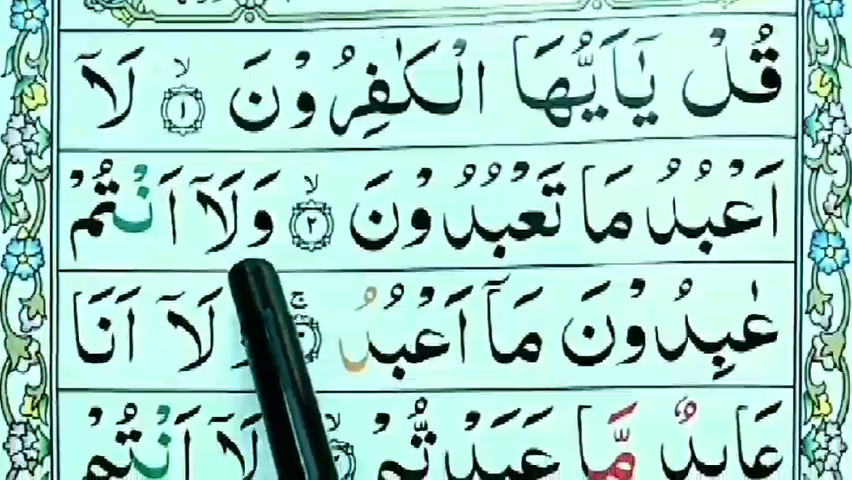 قُلْ يٰۤاَيُّهَا الْكٰفِرُوْنَ ۙ ١ لَاۤ
اَعْبُدُ مَا تَعْبُدُوْنَ ۙ ٢ وَلَاۤ اَنْتُمْ
عٰبِدُوْنَ مَاۤ اَعْبُدُ ۚ لَاۤ اَنَا
عَابِدٌ مَّا عَبَدْتُّمْ ۙ لَاۤ اَنْتُمْ